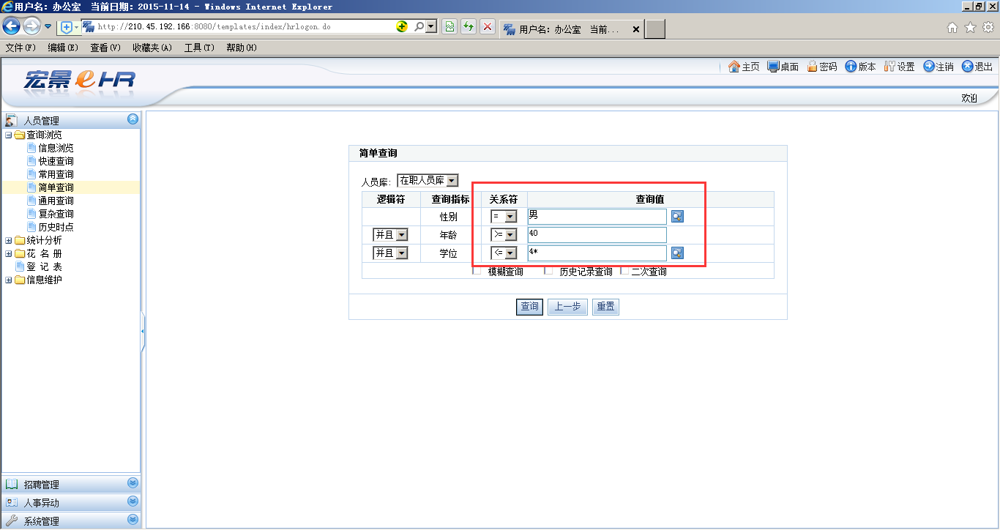 用户名: 办公室  当前日期: 2015-11-14 - Windows Internet Explorer
http://210.45.192.166:8080/templates/index/hrlogon.do
用户名: 办公室  当前...
文件(F) 编辑(E) 查看(V) 收藏夹(A) 工具(T) 帮助(H)
宏景eHR
主页 桌面 密码 版本 设置 注销 退出
欢迎
人员管理
查询浏览
信息浏览
快速查询
常用查询
简单查询
通用查询
复杂查询
历史时点
统计分析
花 名 册
登 记 表
信息维护
招聘管理
人事异动
系统管理
简单查询
人员库: 在职人员库
逻辑符 查询指标 关系符 查询值
性别 = 男
并且 年龄 >= 40
并且 学位 <= 4*
模糊查询 历史记录查询 二次查询
查询 上一步 重置